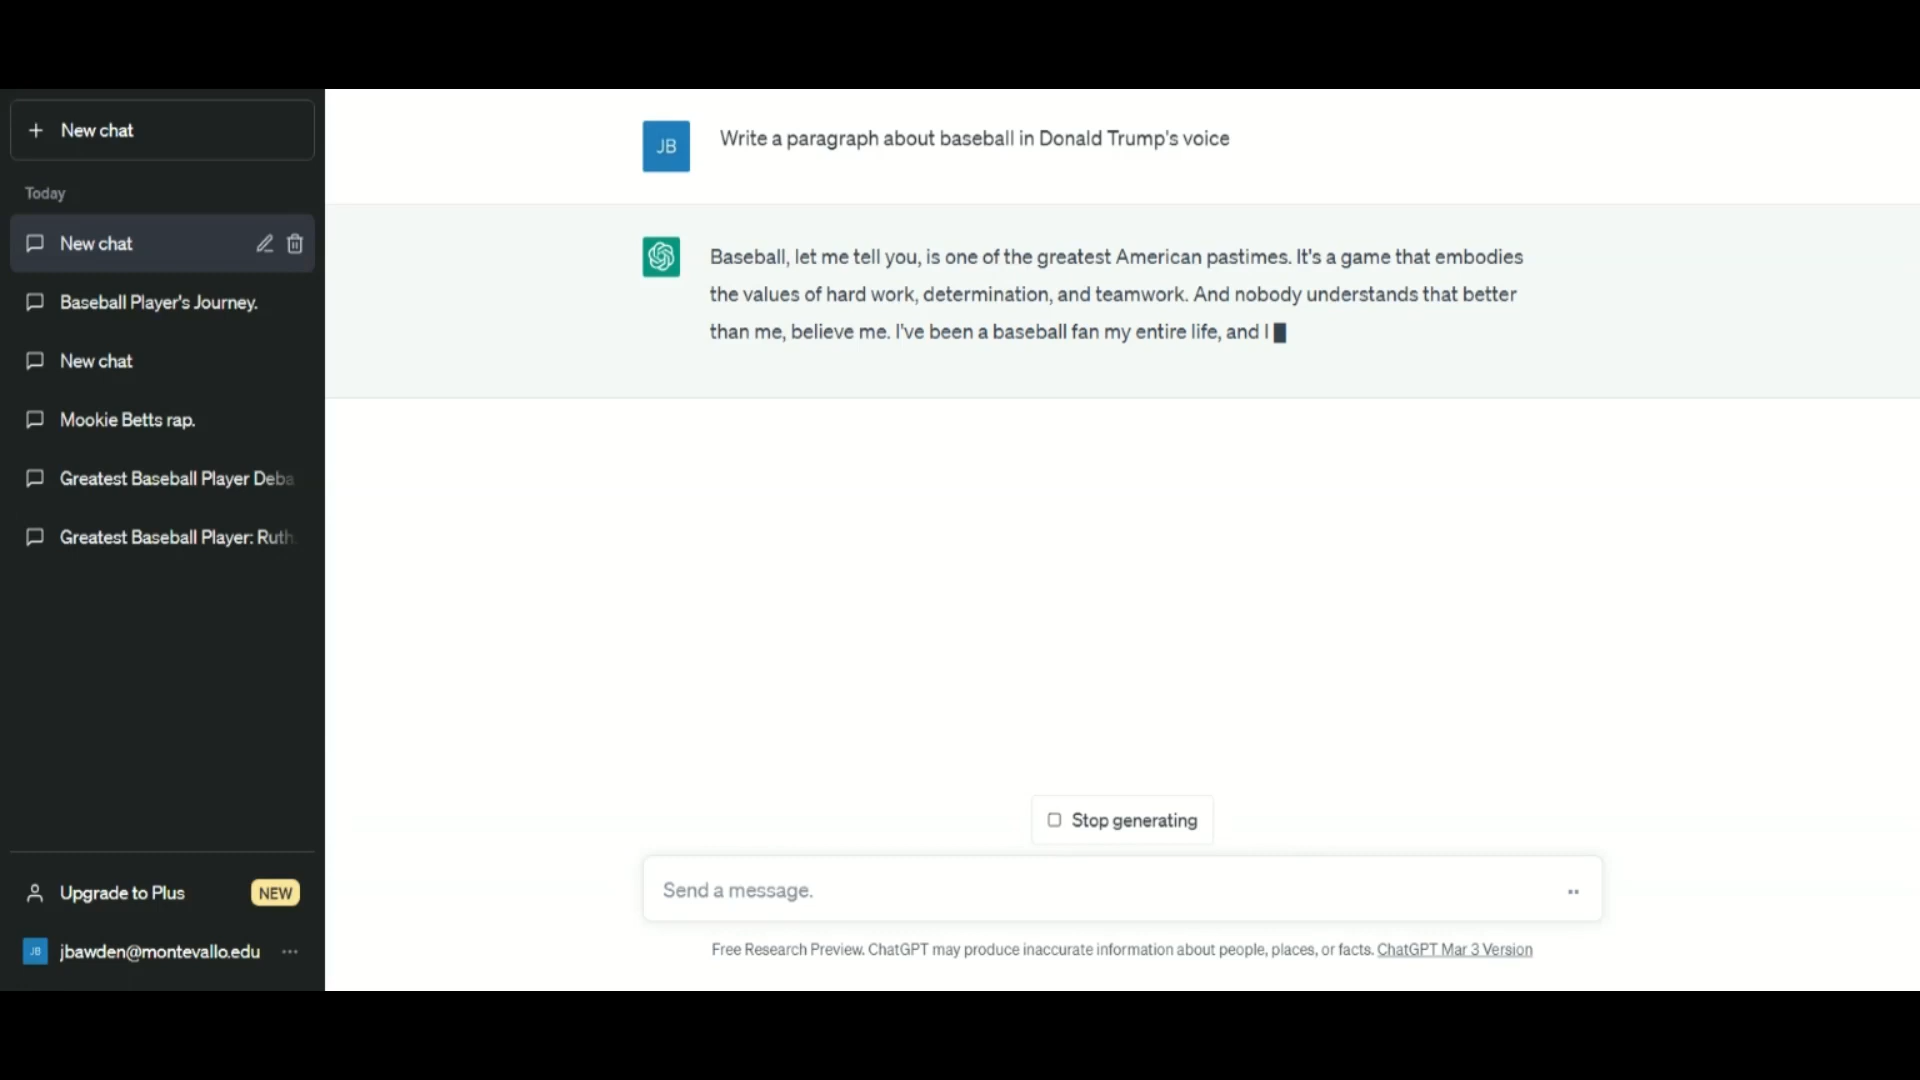 New chat
Today
New chat
Baseball Player's Journey.
New chat
Mookie Betts rap.
Greatest Baseball Player Deba
Greatest Baseball Player: Ruth
Upgrade to Plus NEW
JB jbawden@montevallo.edu
JB Write a paragraph about baseball in Donald Trump's voice
Baseball, let me tell you, is one of the greatest American pastimes. It's a game that embodies
the values of hard work, determination, and teamwork. And nobody understands that better
than me, believe me. I've been a baseball fan my entire life, and I
Stop generating
Send a message.
Free Research Preview. ChatGPT may produce inaccurate information about people, places, or facts. ChatGPT Mar 3 Version